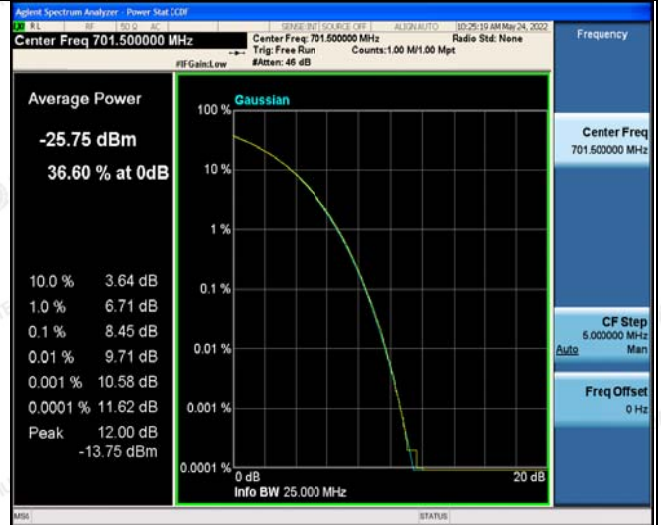 Agilent Spectrum Analyzer - Power Stat CCDF
RL RF 50 Ω AC SENSE:INT SOURCE OFF ALIGN AUTO 10:25:19 AM May 24, 2022
Center Freq 701.500000 MHz
Center Freq: 701.500000 MHz Radio Std: None
Trig: Free Run Counts:1.00 M/1.00 Mpt
#IFGain:Low #Atten: 46 dB
Frequency
Average Power
-25.75 dBm
36.60 % at 0dB
10.0 % 3.64 dB
1.0 % 6.71 dB
0.1 % 8.45 dB
0.01 % 9.71 dB
0.001 % 10.58 dB
0.0001 % 11.62 dB
Peak 12.00 dB
-13.75 dBm
Gaussian
100 %
10 %
1 %
0.1 %
0.01 %
0.001 %
0.0001 %
0 dB 20 dB
Info BW 25.000 MHz
Center Freq
701.500000 MHz
CF Step
5.000000 MHz
Auto Man
Freq Offset
0 Hz
MSG STATUS